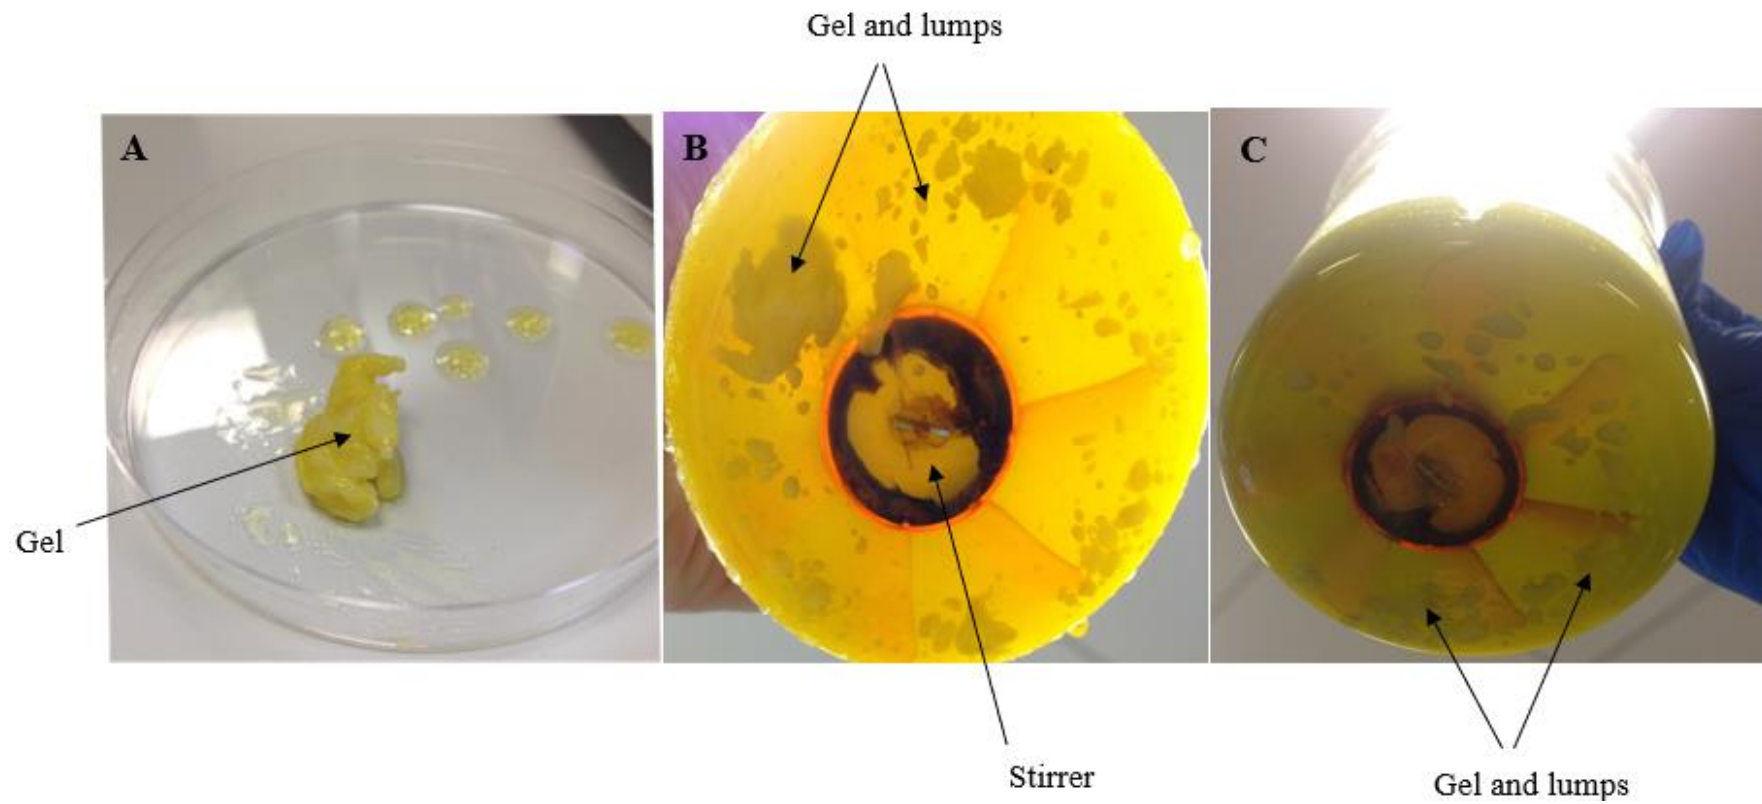 Gel and lumps
A
B
C
Gel
Stirrer
Gel and lumps